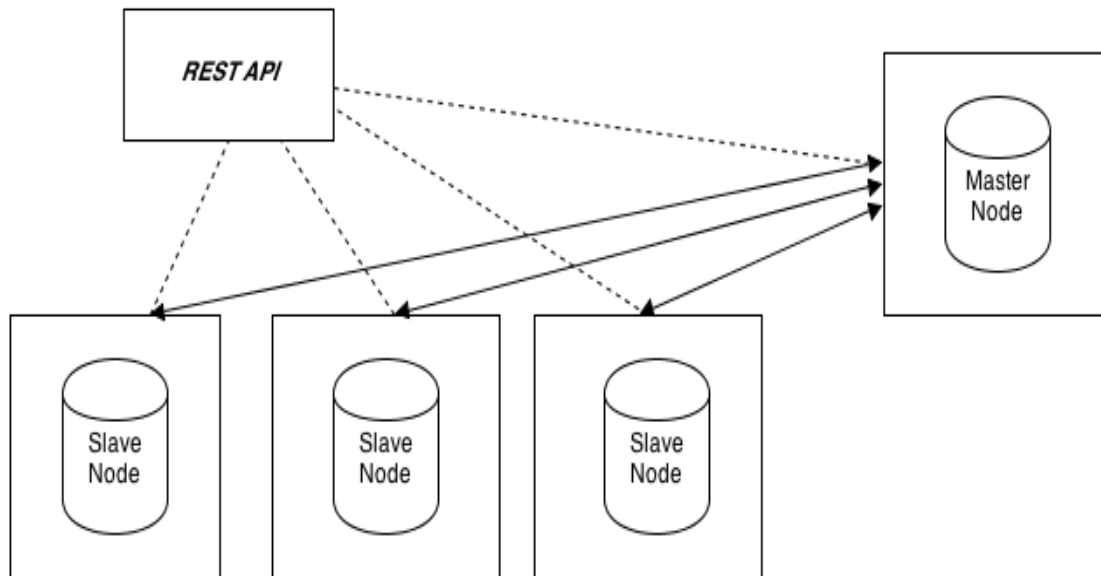 REST API
Master
Node
Slave
Node
Slave
Node
Slave
Node